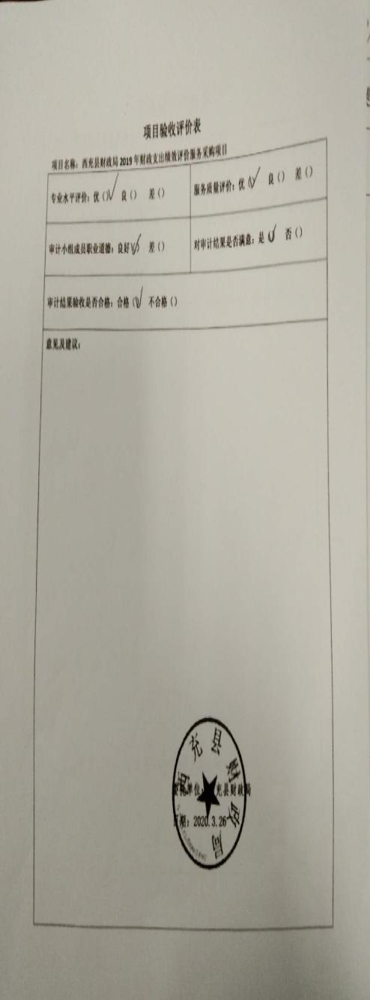 项目验收评价表
项目名称：西充县财政局2019年财政支出绩效评价服务采购项目
专业水平评价：优(√) 良() 差()
服务质量评价：优(√) 良() 差()
审计小组成员职业道德：良好(√) 差()
对审计结果是否满意：是(√) 否()
审计结果验收是否合格：合格(√) 不合格()
意见及建议：
西充县财政局
单位：西充县财政局
日期：2020.3.26